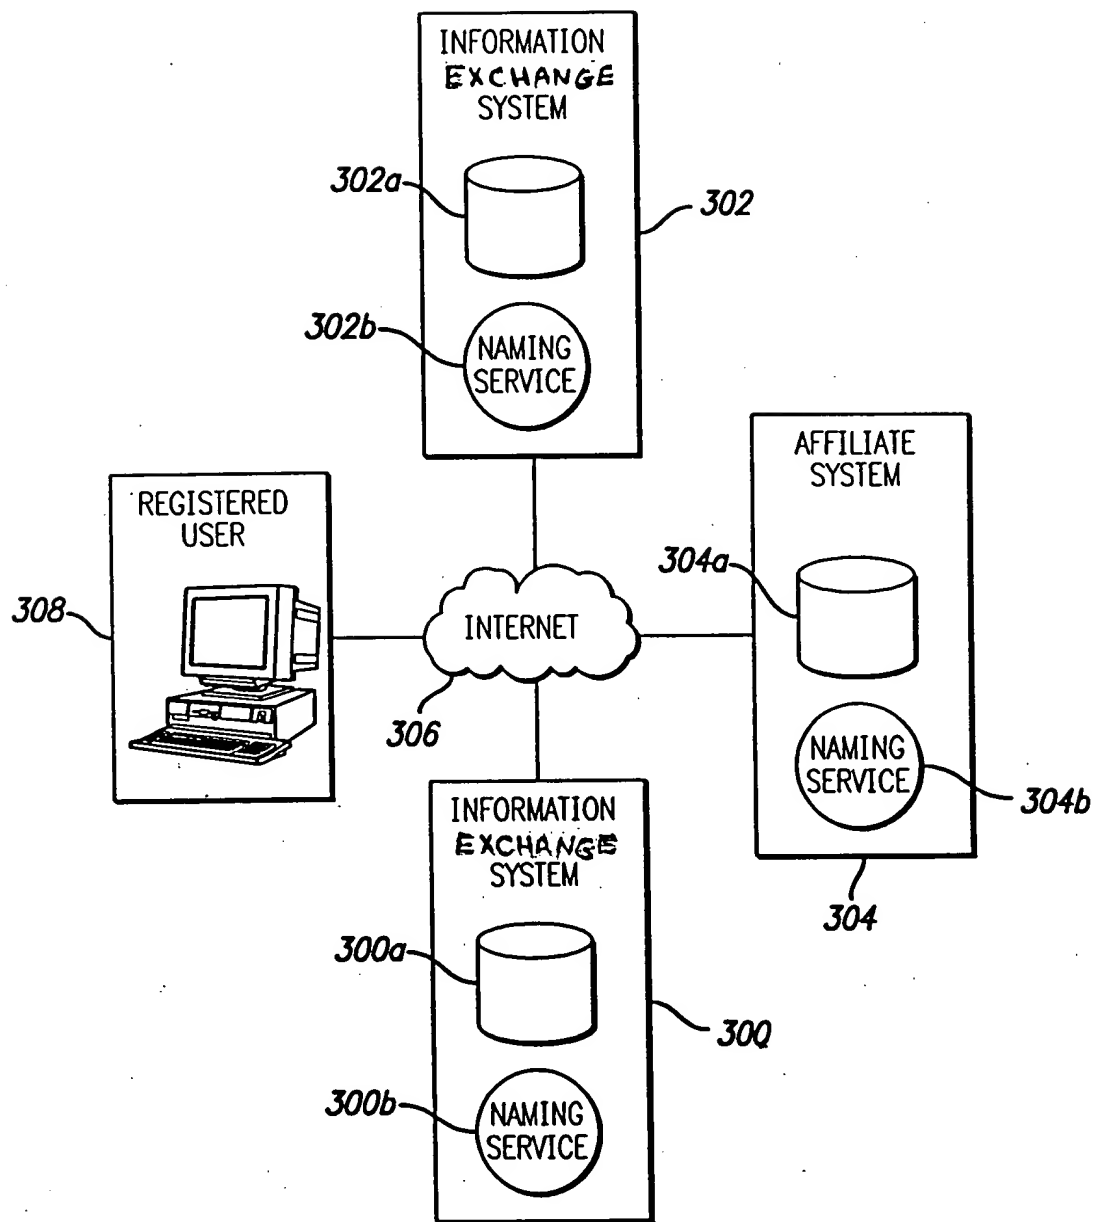 INFORMATION
EXCHANGE
SYSTEM
302a
302
302b
NAMING
SERVICE
AFFILIATE
SYSTEM
REGISTERED
USER
304a
308
INTERNET
306
NAMING
SERVICE
304b
304
INFORMATION
EXCHANGE
SYSTEM
300a
300
300b
NAMING
SERVICE